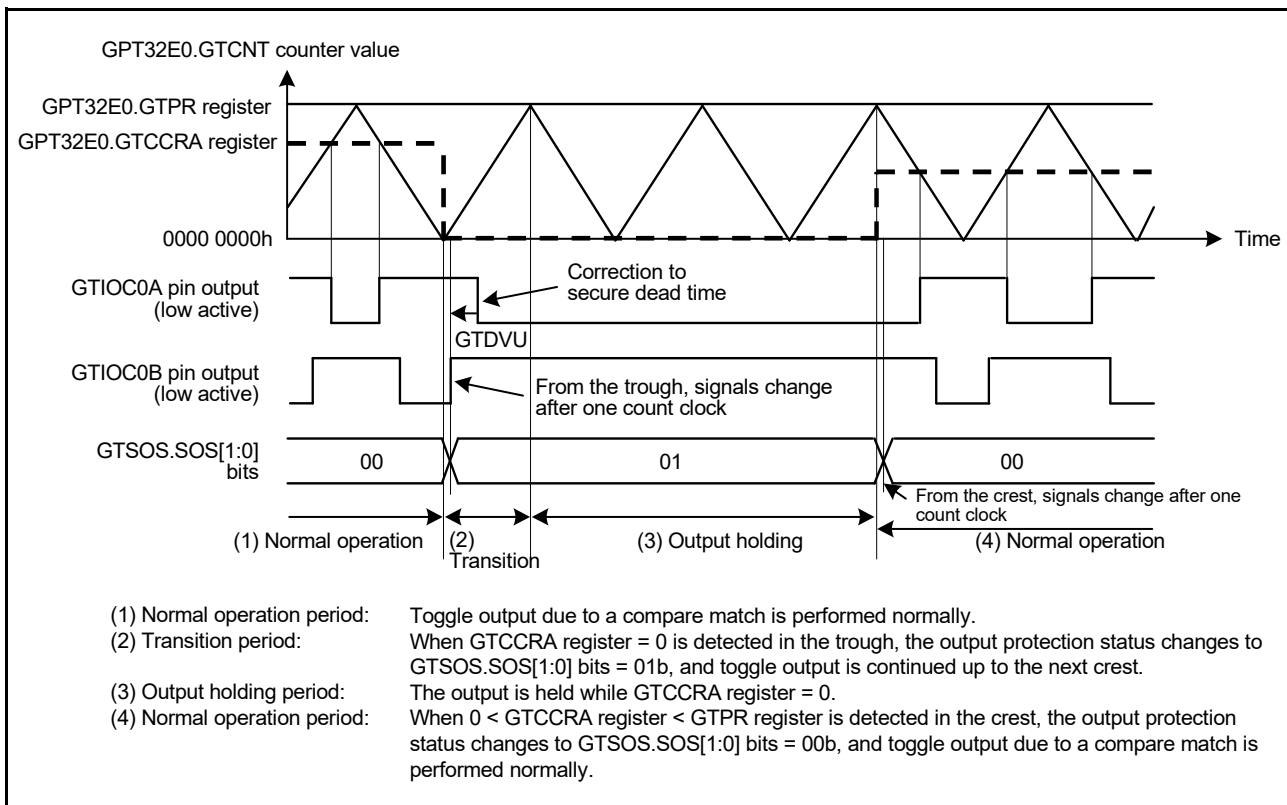 GPT32E0.GTCNT counter value
GPT32E0.GTPR register
GPT32E0.GTCCRA register
0000 0000h
Time
GTIOC0A pin output
(low active)
Correction to
secure dead time
GTDVU
GTIOC0B pin output
(low active)
From the trough, signals change
after one count clock
GTSOS.SOS[1:0]
bits
00
01
00
From the crest, signals change after one
count clock
(1) Normal operation
(2)
Transition
(3) Output holding
(4) Normal operation
(1) Normal operation period: Toggle output due to a compare match is performed normally.
(2) Transition period: When GTCCRA register = 0 is detected in the trough, the output protection status changes to
GTSOS.SOS[1:0] bits = 01b, and toggle output is continued up to the next crest.
(3) Output holding period: The output is held while GTCCRA register = 0.
(4) Normal operation period: When 0 < GTCCRA register < GTPR register is detected in the crest, the output protection
status changes to GTSOS.SOS[1:0] bits = 00b, and toggle output due to a compare match is
performed normally.